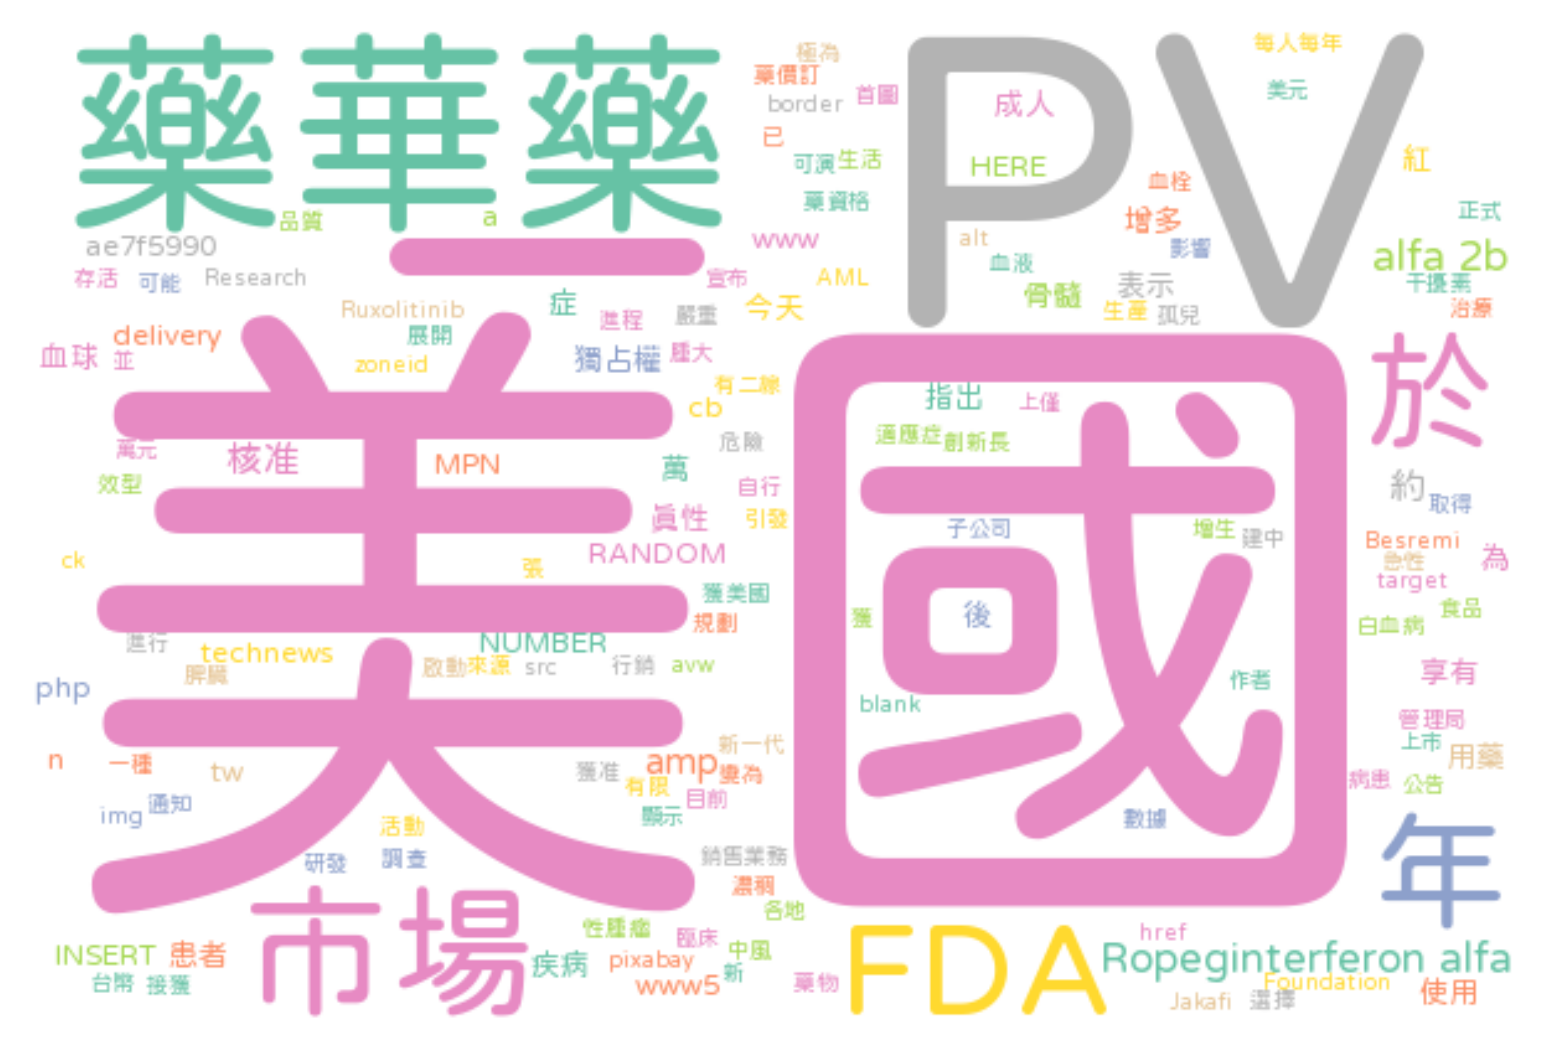 藥華藥
PV
極為
每人每年
藥價訂
首圖
border
成人
美元
已
可演
生活
HERE
紅
血栓
藥資格
增多
正式
品質
a
ae7f5990
www
alt
影響
alfa 2b
存活
可能
Research
一
宣布
AML
血液
表示
干擾素
Ruxolitinib
症
進程
嚴重
今天
骨髓
生產
孤兒
治療
delivery
展開
血球
並
zoneid
獨占權
腫大
於
有二線
cb
指出
上僅
萬元
核准
MPN
危險
適應症
創新長
效型
萬
自行
約
取得
真性
引發
子公司
增生
建中
Besremi
ck
張
RANDOM
急性
為
target
美國
獲美國
規劃
獲
後
食品
白血病
進行
technews
NUMBER
脾臟
啟動
來源
src
行銷
avw
作者
享有
php
blank
管理局
上市
用藥
n
一種
tw
新一代
獲准
amp
變為
有限
目前
病患
公告
img
通知
顯示
數據
活動
年
研發
調查
銷售業務
濃稠
市場
各地
性腫瘤
臨床
中風
FDA
href
INSERT
患者
疾病
pixabay
新
Ropeginterferon alfa
台幣
接獲
www5
藥物
Foundation
Jakafi
選擇
使用